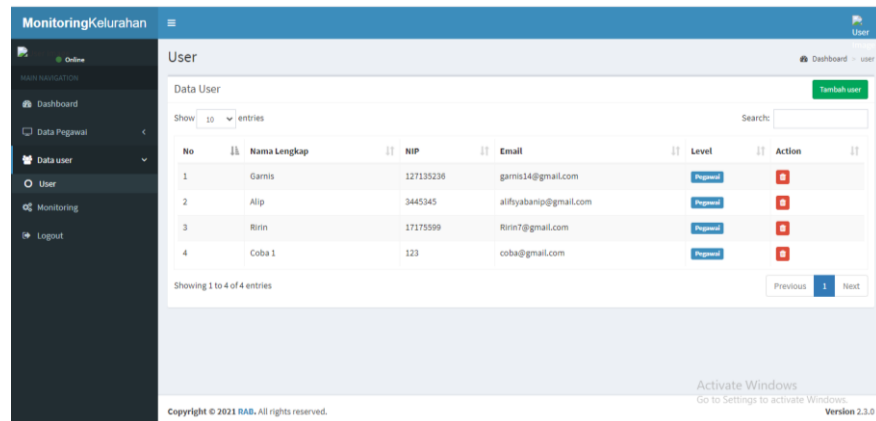 MonitoringKelurahan
User
Online
MAIN NAVIGATION
Dashboard
Data Pegawai
Data user
User
Monitoring
Logout
User
Dashboard > user
Data User
Tambah user
Show 10 entries
Search:
No Nama Lengkap NIP Email Level Action
1 Garnis 127135236 garnis14@gmail.com Pegawai
2 Alip 3445345 alifsyabanip@gmail.com Pegawai
3 Ririn 17175599 Ririn7@gmail.com Pegawai
4 Coba 1 123 coba@gmail.com Pegawai
Showing 1 to 4 of 4 entries
Previous 1 Next
Activate Windows
Go to Settings to activate Windows.
Copyright © 2021 RAB. All rights reserved.
Version 2.3.0